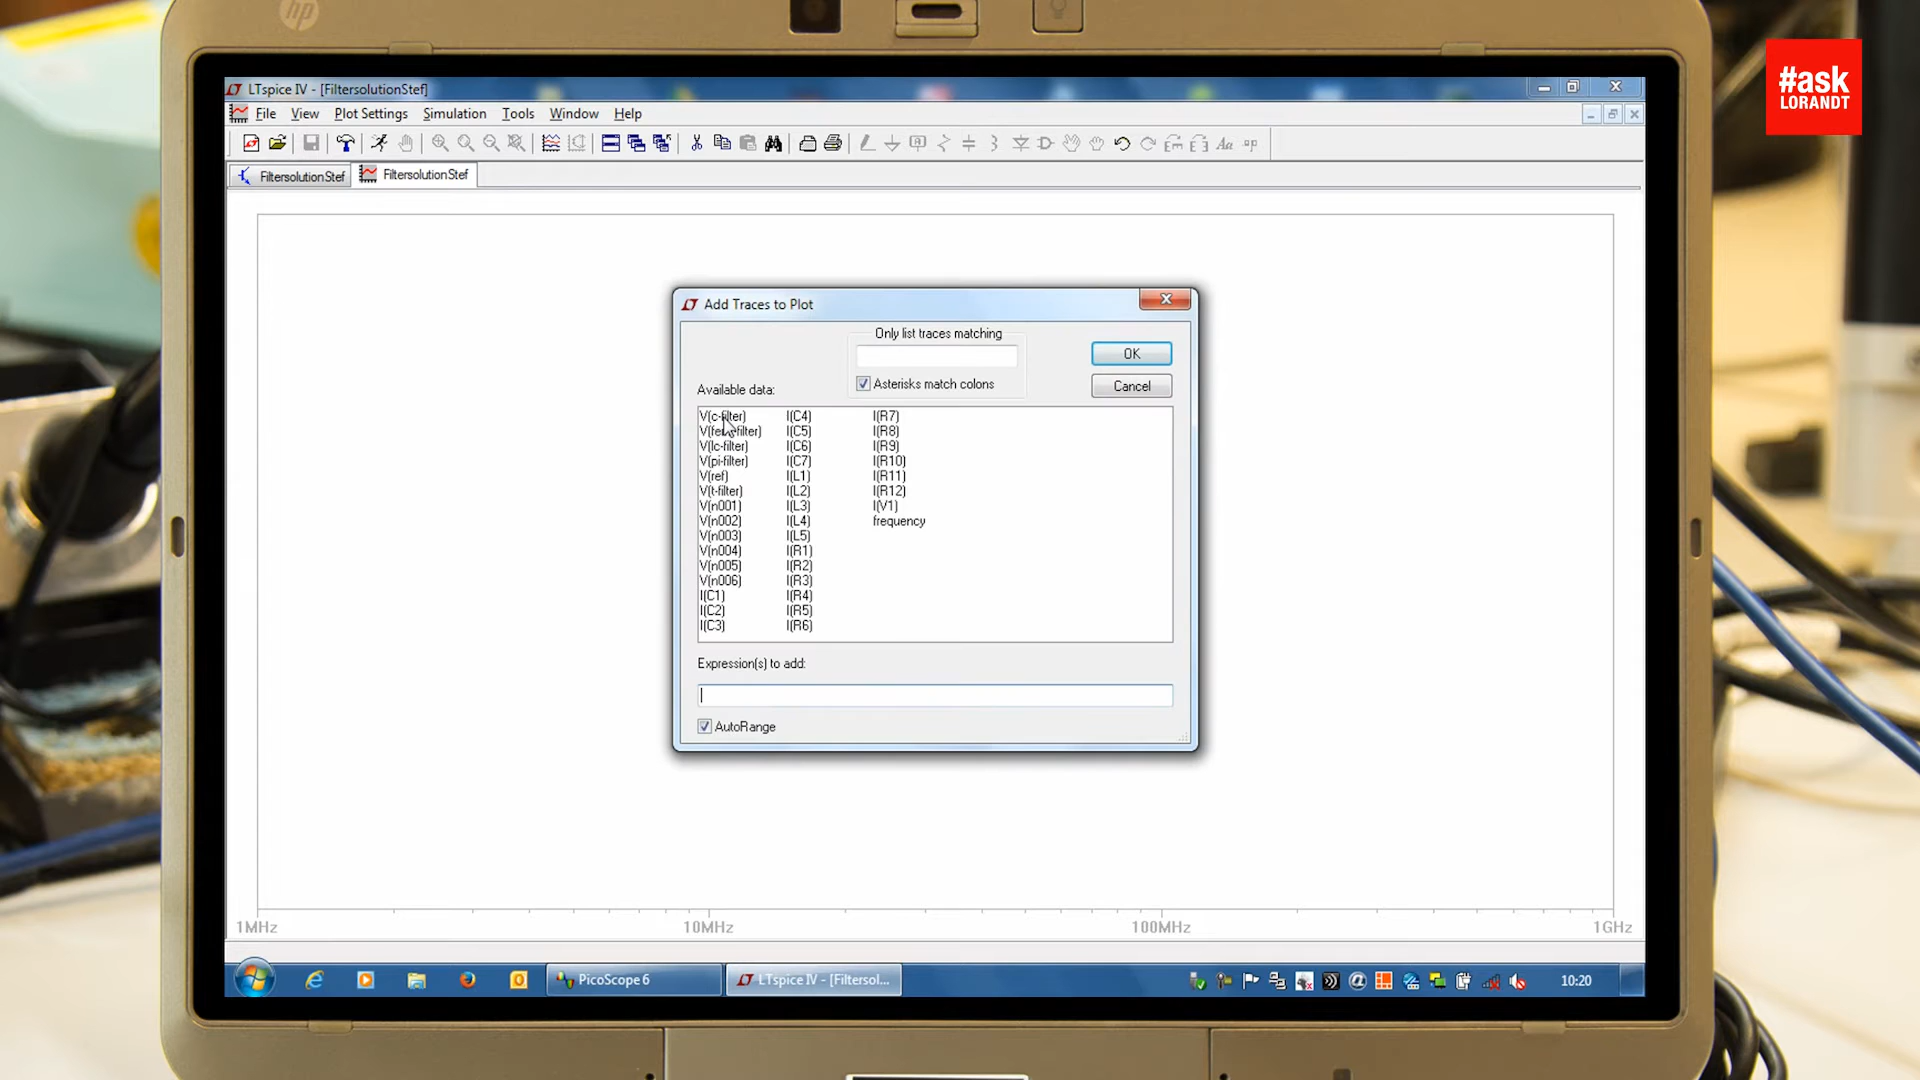 hp
#ask
LORANDT
LTspice IV - [FiltersolutionStef]
File View Plot Settings Simulation Tools Window Help
FiltersolutionStef
FiltersolutionStef
Add Traces to Plot
Only list traces matching
OK
Asterisks match colons
Cancel
Available data:
V(c-filter) I(C4) I(R7)
I(C5) I(R8)
V(lc-filter) I(C6) I(R9)
V(pi-filter) I(C7) I(R10)
V(ref) I(L1) I(R11)
V(t-filter) I(L2) I(R12)
V(n001) I(L3) I(V1)
V(n002) I(L4) frequency
V(n003) I(L5)
V(n004) I(R1)
V(n005) I(R2)
V(n006) I(R3)
I(C1) I(R4)
I(C2) I(R5)
I(C3) I(R6)
Expression(s) to add:
AutoRange
1MHz 10MHz 100MHz 1GHz
PicoScope 6
LTspice IV - [Filtersol...
10:20